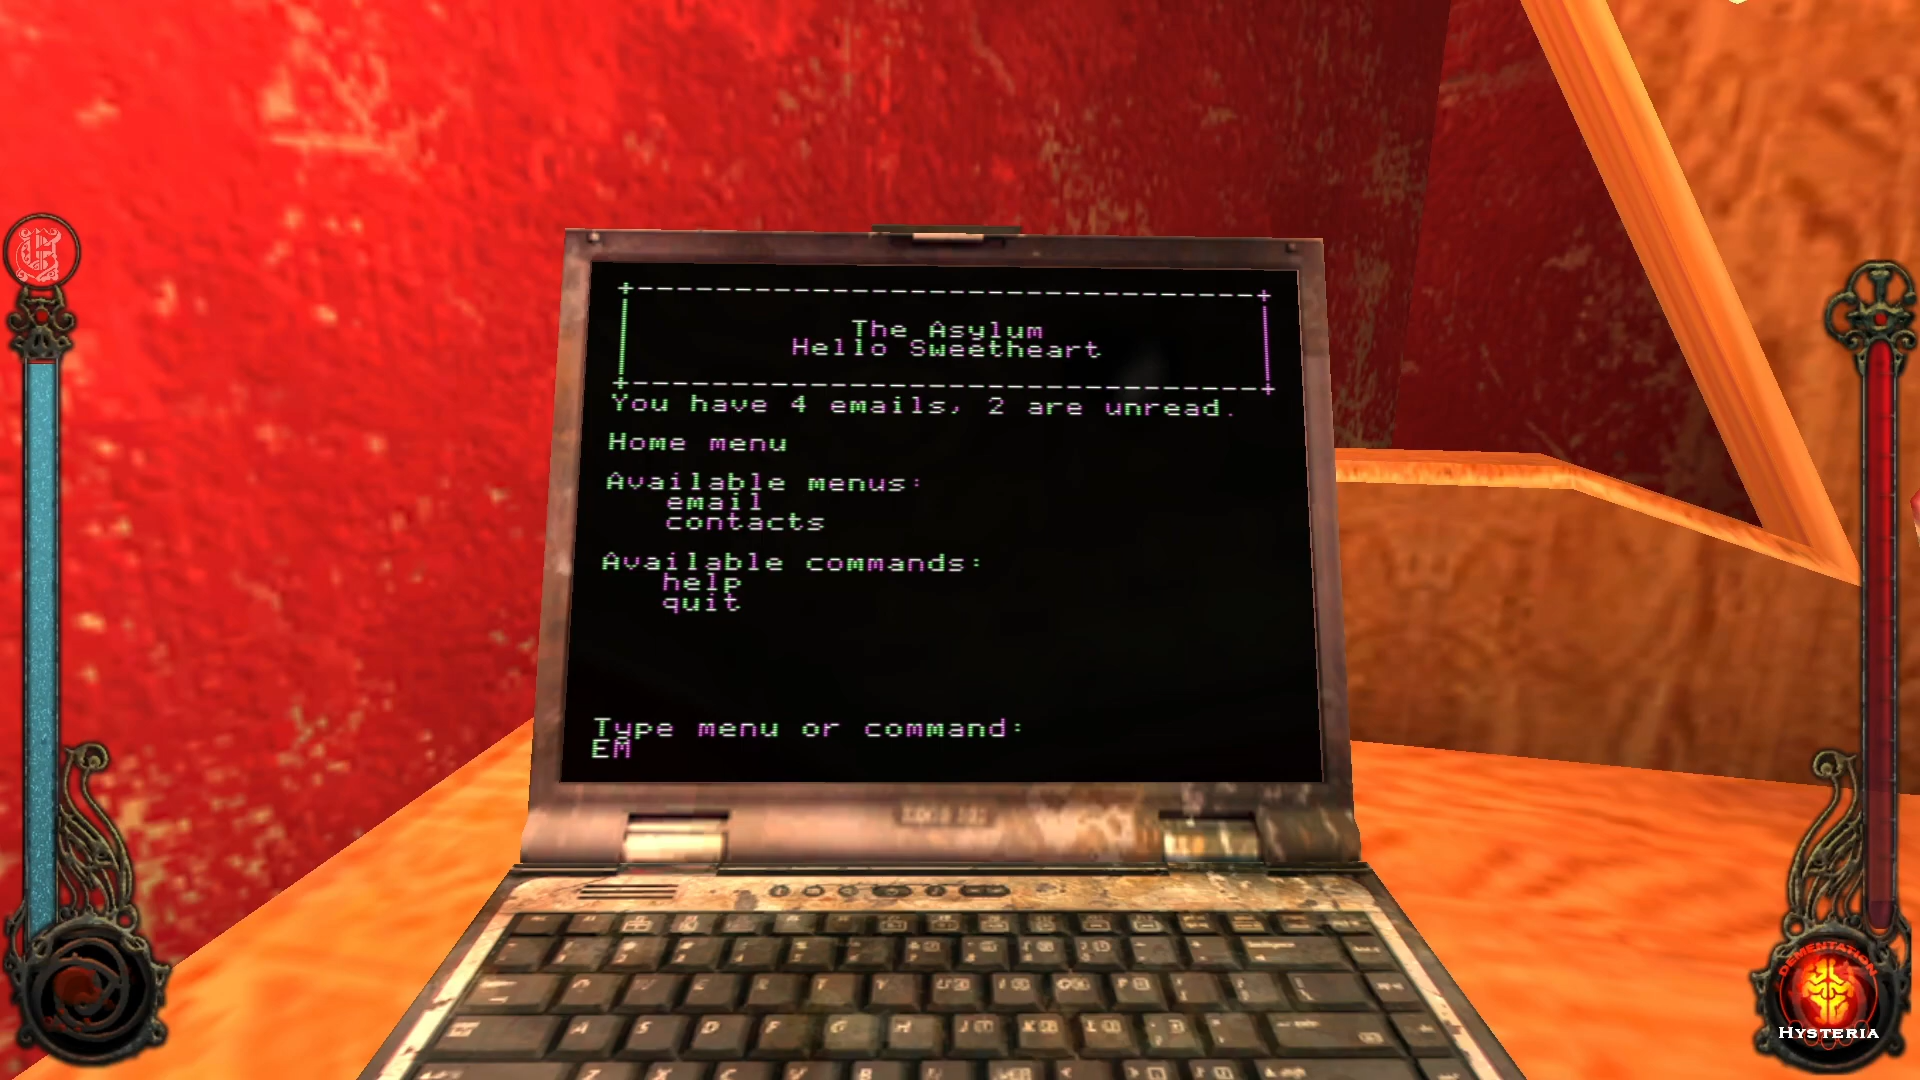 The Asylum
Hello Sweetheart
You have 4 emails, 2 are unread.
Home menu
Available menus:
email
contacts
Available commands:
help
quit
Type menu or command:
EM
DEMENTATION
HYSTERIA